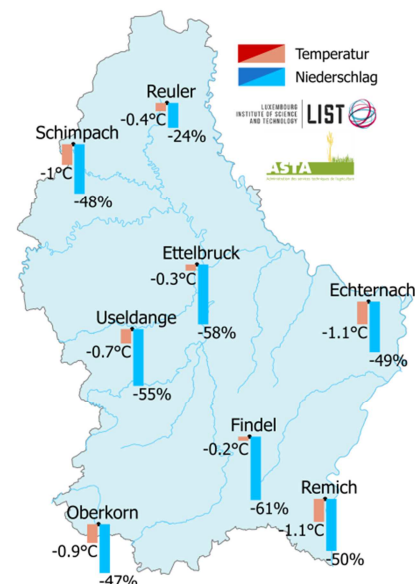 Temperatur
Niederschlag
LUXEMBOURG
INSTITUTE OF SCIENCE
AND TECHNOLOGY
LIST
ASTA
Reuler
-0.4°C
-24%
Schimpach
-1°C
-48%
Ettelbruck
-0.3°C
-58%
Echternach
-1.1°C
-49%
Useldange
-0.7°C
-55%
Findel
-0.2°C
-61%
Remich
-1.1°C
-50%
Oberkorn
-0.9°C
-47%